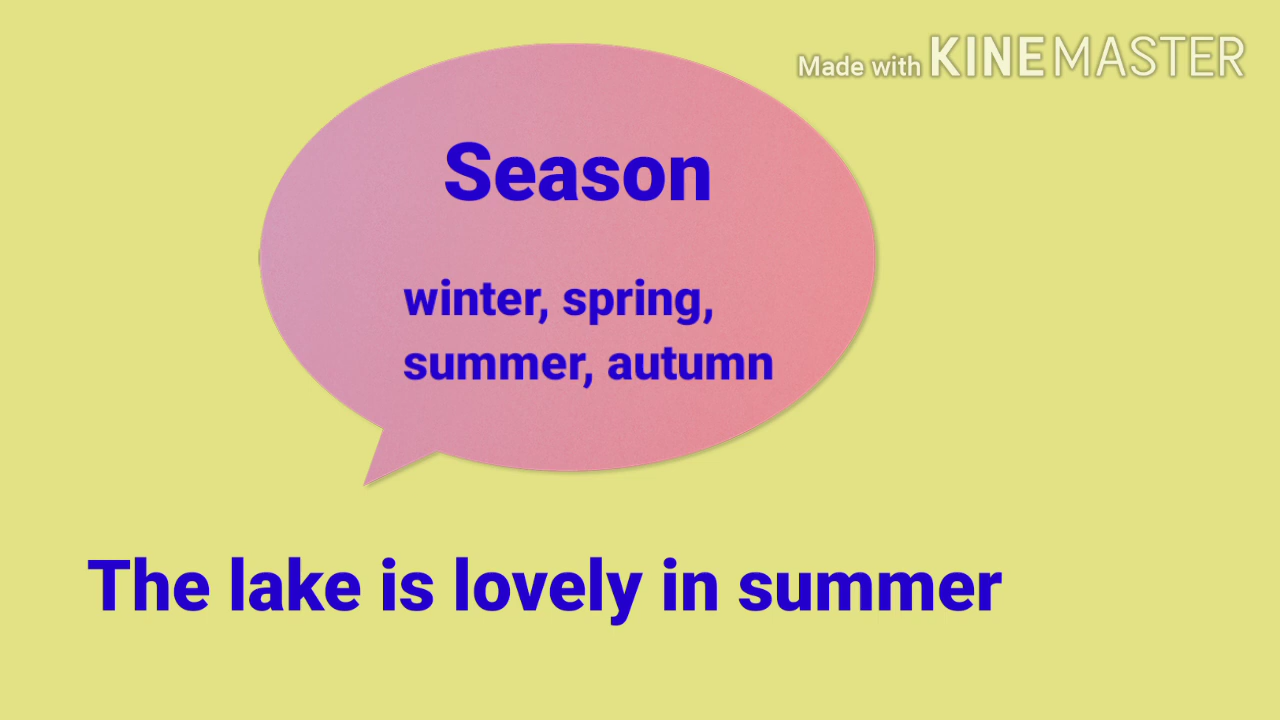 Made with KINEMASTER
Season
winter, spring,
summer, autumn
The lake is lovely in summer